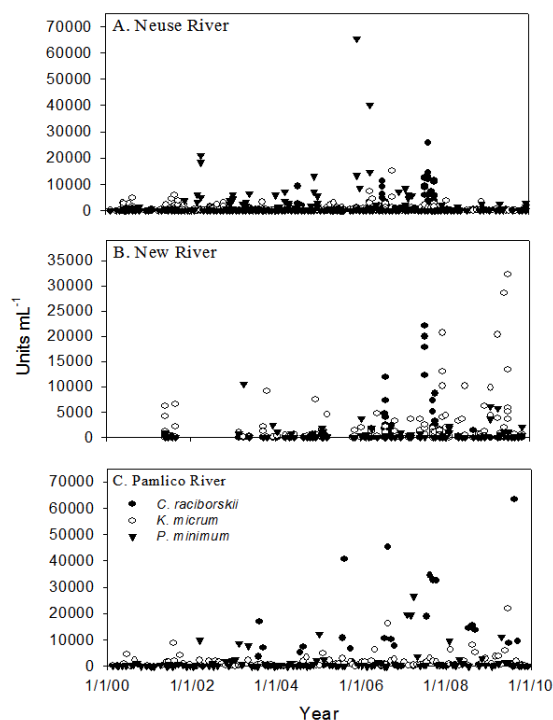 A. Neuse River
70000
60000
50000
40000
30000
20000
10000
0
B. New River
35000
30000
25000
20000
15000
10000
5000
0
Units mL-1
C. Pamlico River
C. raciborskii
K. micrum
P. minimum
70000
60000
50000
40000
30000
20000
10000
0
1/1/00 1/1/02 1/1/04 1/1/06 1/1/08 1/1/10
Year